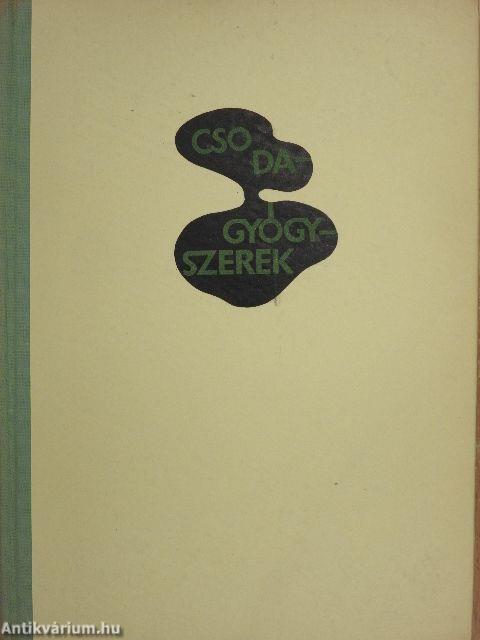 CSO
DA-
GYÓGY-
SZEREK
Antikvárium.hu